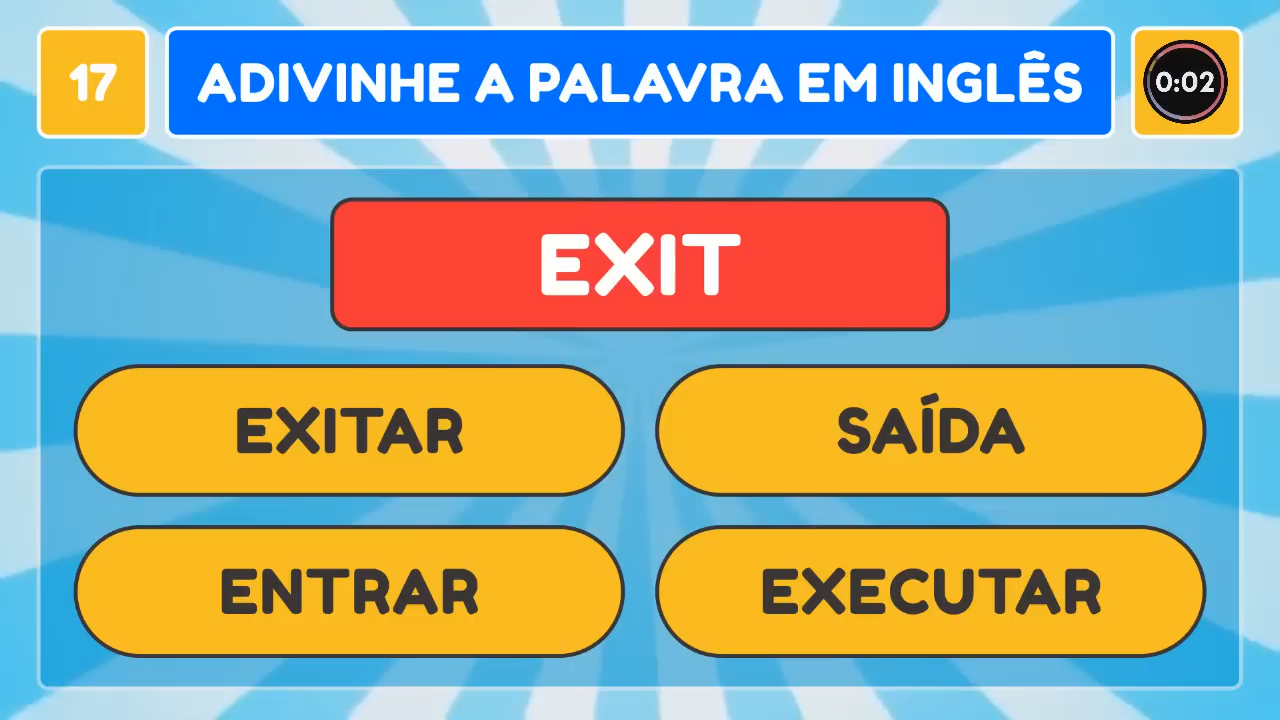 17
ADIVINHE A PALAVRA EM INGLÊS
0:02
EXIT
EXITAR
SAÍDA
ENTRAR
EXECUTAR